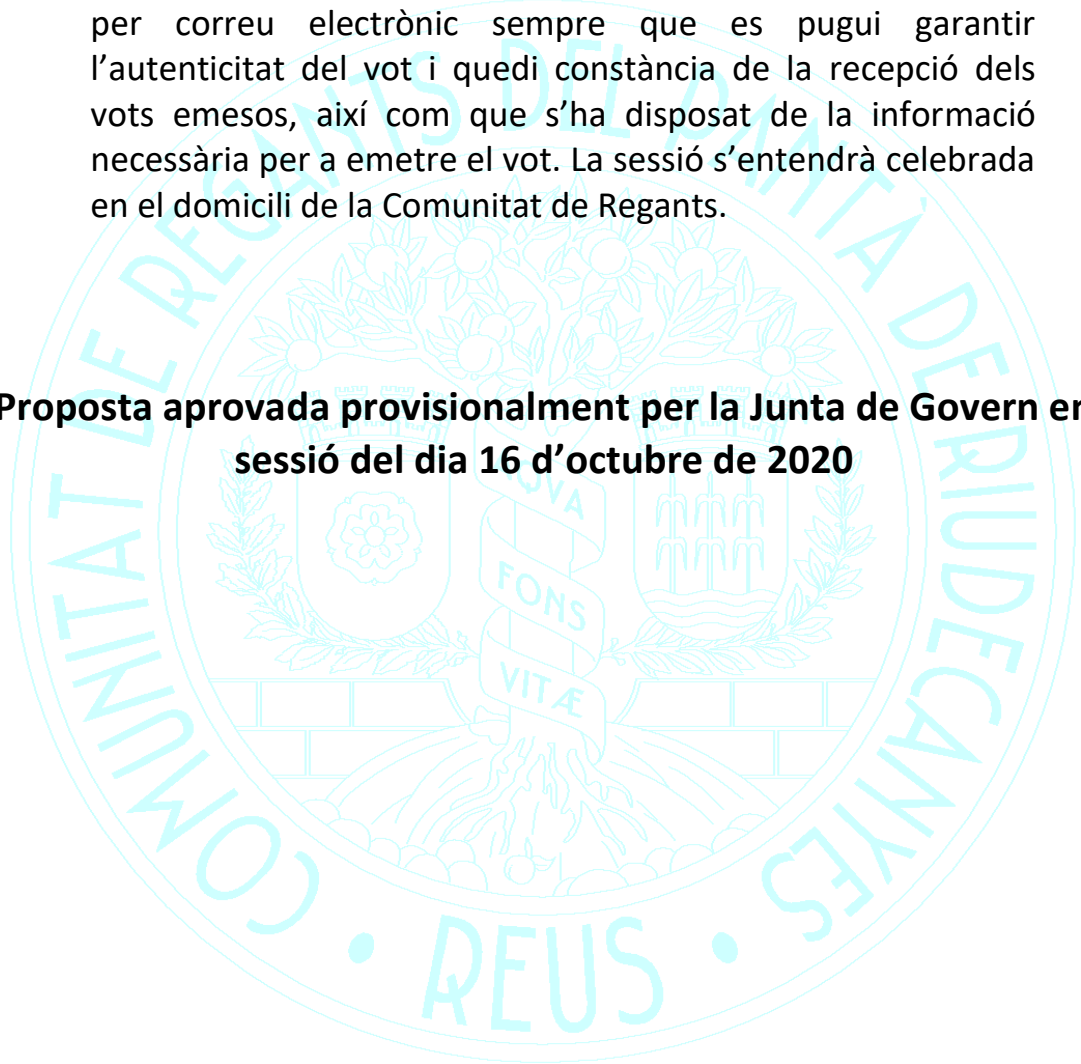 per correu electrònic sempre que es pugui garantir
l’autenticitat del vot i quedi constància de la recepció dels
vots emesos, així com que s’ha disposat de la informació
necessària per a emetre el vot. La sessió s’entendrà celebrada
en el domicili de la Comunitat de Regants.
Proposta aprovada provisionalment per la Junta de Govern en
sessió del dia 16 d’octubre de 2020
COMUNITAT DE REGANTS DEL PANTÀ DE RIUDECANYES
• REUS •
AQVA
FONS
VITÆ